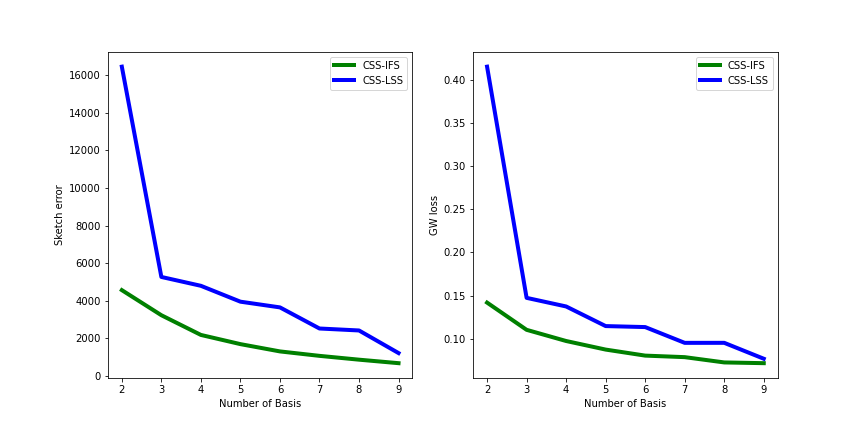 CSS-IFS
CSS-LSS
16000
14000
12000
10000
8000
6000
4000
2000
0
Sketch error
2 3 4 5 6 7 8 9
Number of Basis
CSS-IFS
CSS-LSS
0.40
0.35
0.30
0.25
0.20
0.15
0.10
GW loss
2 3 4 5 6 7 8 9
Number of Basis